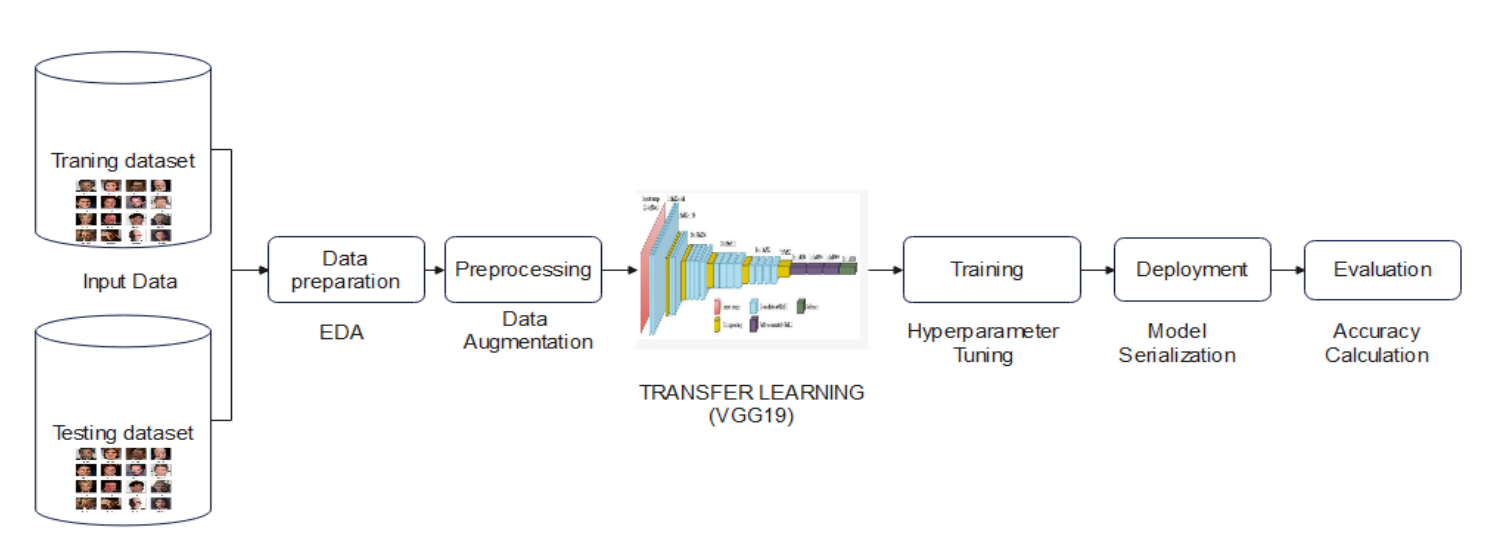 Traning dataset
Input Data
Testing dataset
Data
preparation
EDA
Preprocessing
Data
Augmentation
TRANSFER LEARNING
(VGG19)
Training
Hyperparameter
Tuning
Deployment
Model
Serialization
Evaluation
Accuracy
Calculation